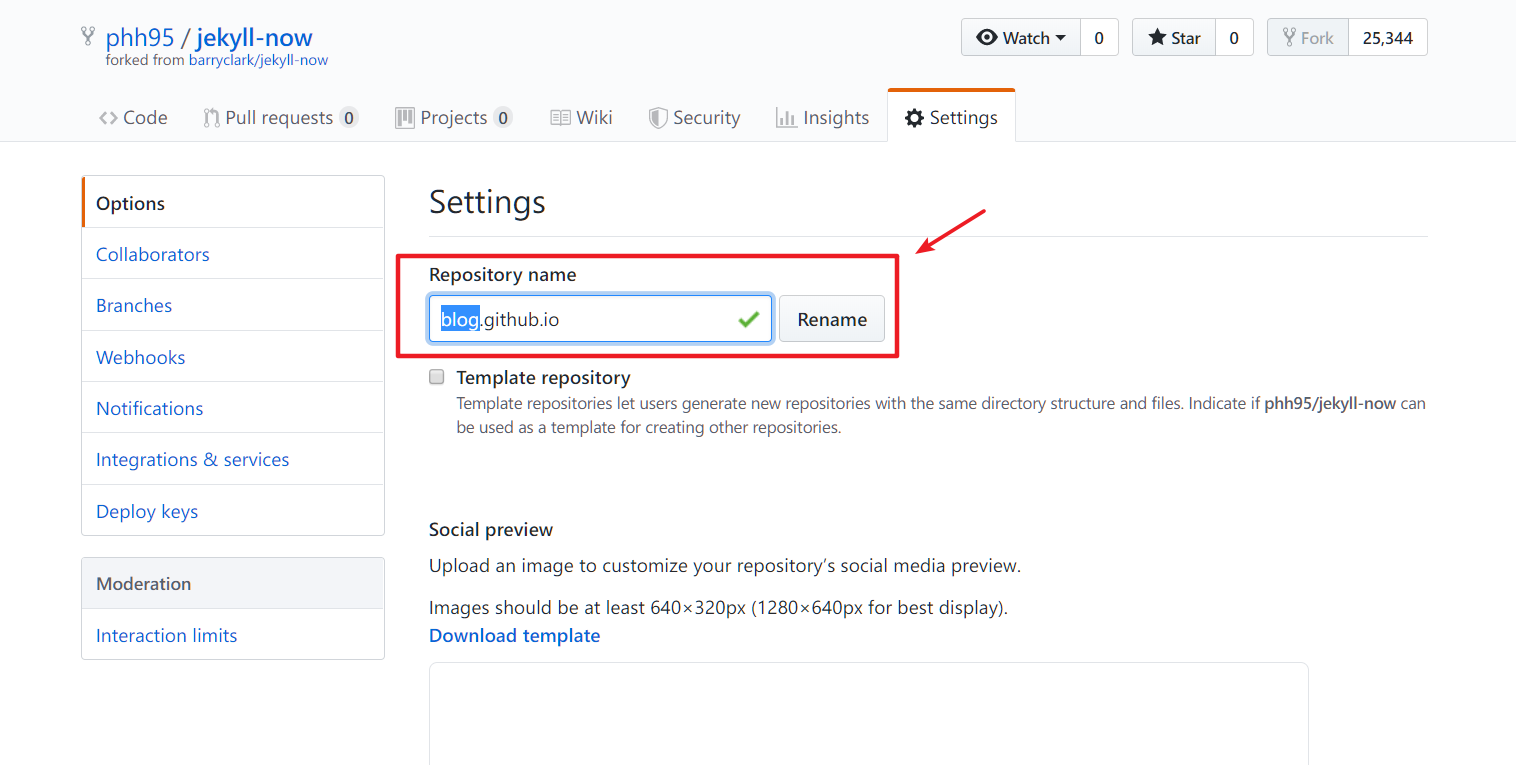 phh95 / jekyll-now
forked from barryclark/jekyll-now
Watch 0 Star 0 Fork 25,344
Code Pull requests 0 Projects 0 Wiki Security Insights Settings
Options
Collaborators
Branches
Webhooks
Notifications
Integrations & services
Deploy keys
Moderation
Interaction limits
Settings
Repository name
blog.github.io Rename
Template repository
Template repositories let users generate new repositories with the same directory structure and files. Indicate if phh95/jekyll-now can
be used as a template for creating other repositories.
Social preview
Upload an image to customize your repository’s social media preview.
Images should be at least 640×320px (1280×640px for best display).
Download template